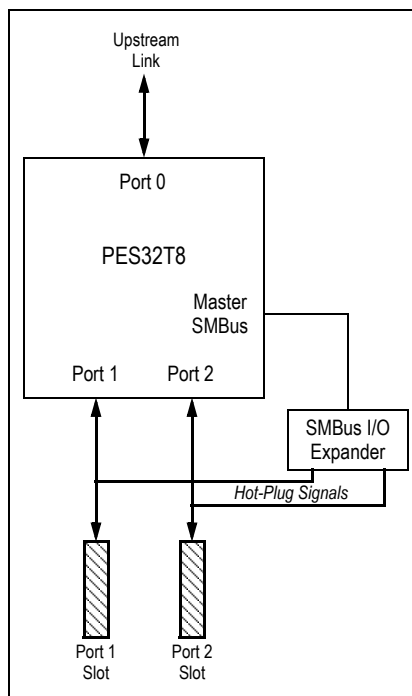 Upstream
Link
Port 0
PES32T8
Master
SMBus
Port 1 Port 2
SMBus I/O
Expander
Hot-Plug Signals
Port 1
Slot
Port 2
Slot